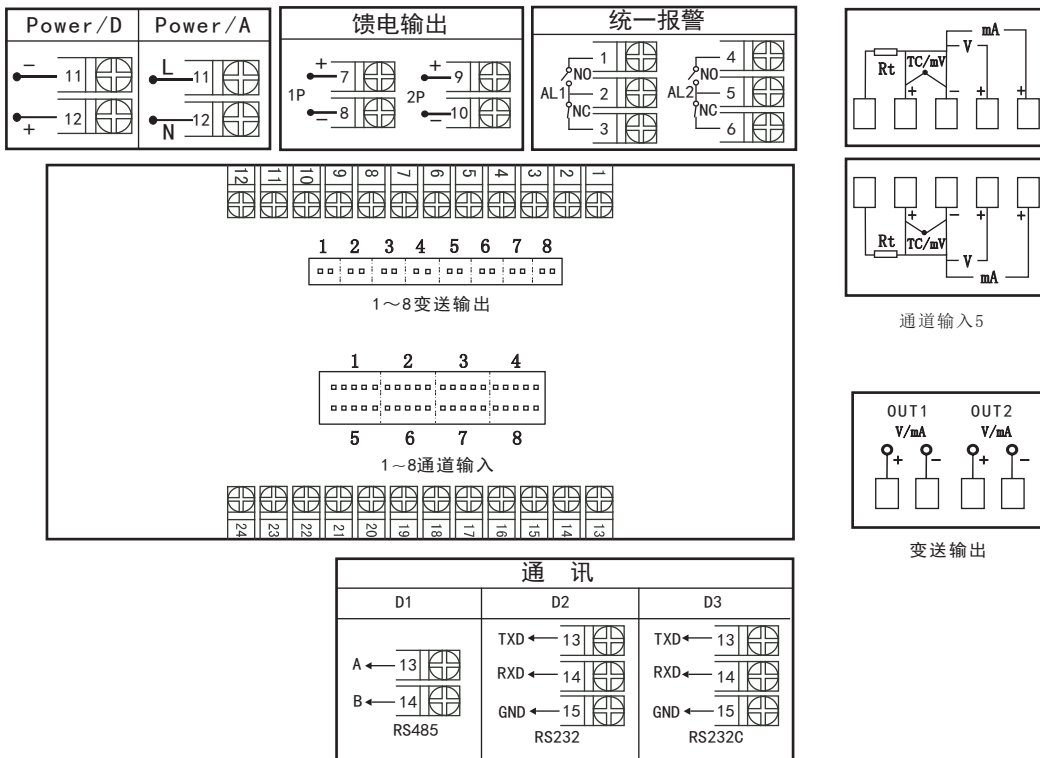 Power/D Power/A
− 11 L 11
+ 12 N 12
馈电输出
+ 7 + 9
1P 2P
− 8 − 10
统一报警
1 4
NO NO
AL1 2 AL2 5
NC NC
3 6
mA
V
Rt TC/mV
+ − + +
12 11 10 9 8 7 6 5 4 3 2 1
1 2 3 4 5 6 7 8
1～8变送输出
1 2 3 4
5 6 7 8
1～8通道输入
24 23 22 21 20 19 18 17 16 15 14 13
+ − + +
Rt TC/mV
V
mA
通道输入5
OUT1 OUT2
V/mA V/mA
+ − + −
变送输出
通 讯
D1 D2 D3
A 13
B 14
RS485
TXD 13
RXD 14
GND 15
RS232
TXD 13
RXD 14
GND 15
RS232C